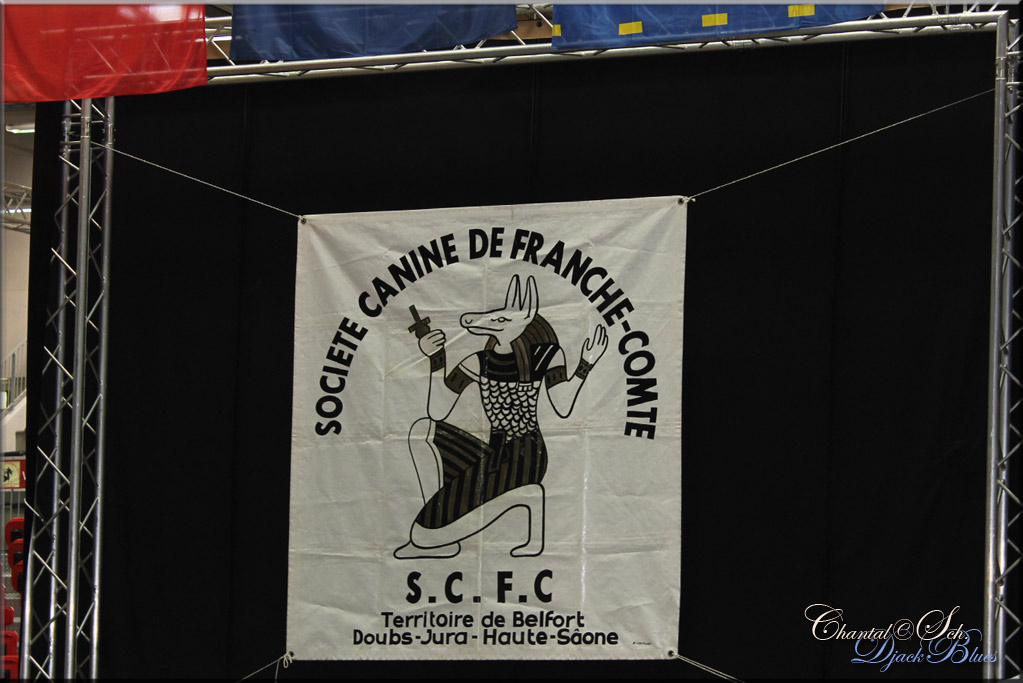 SOCIETE CANINE DE FRANCHE-COMTE
S.C.F.C
Territoire de Belfort
Doubs-Jura-Haute-Sâone
Chantal © Sch.
Djack Blues